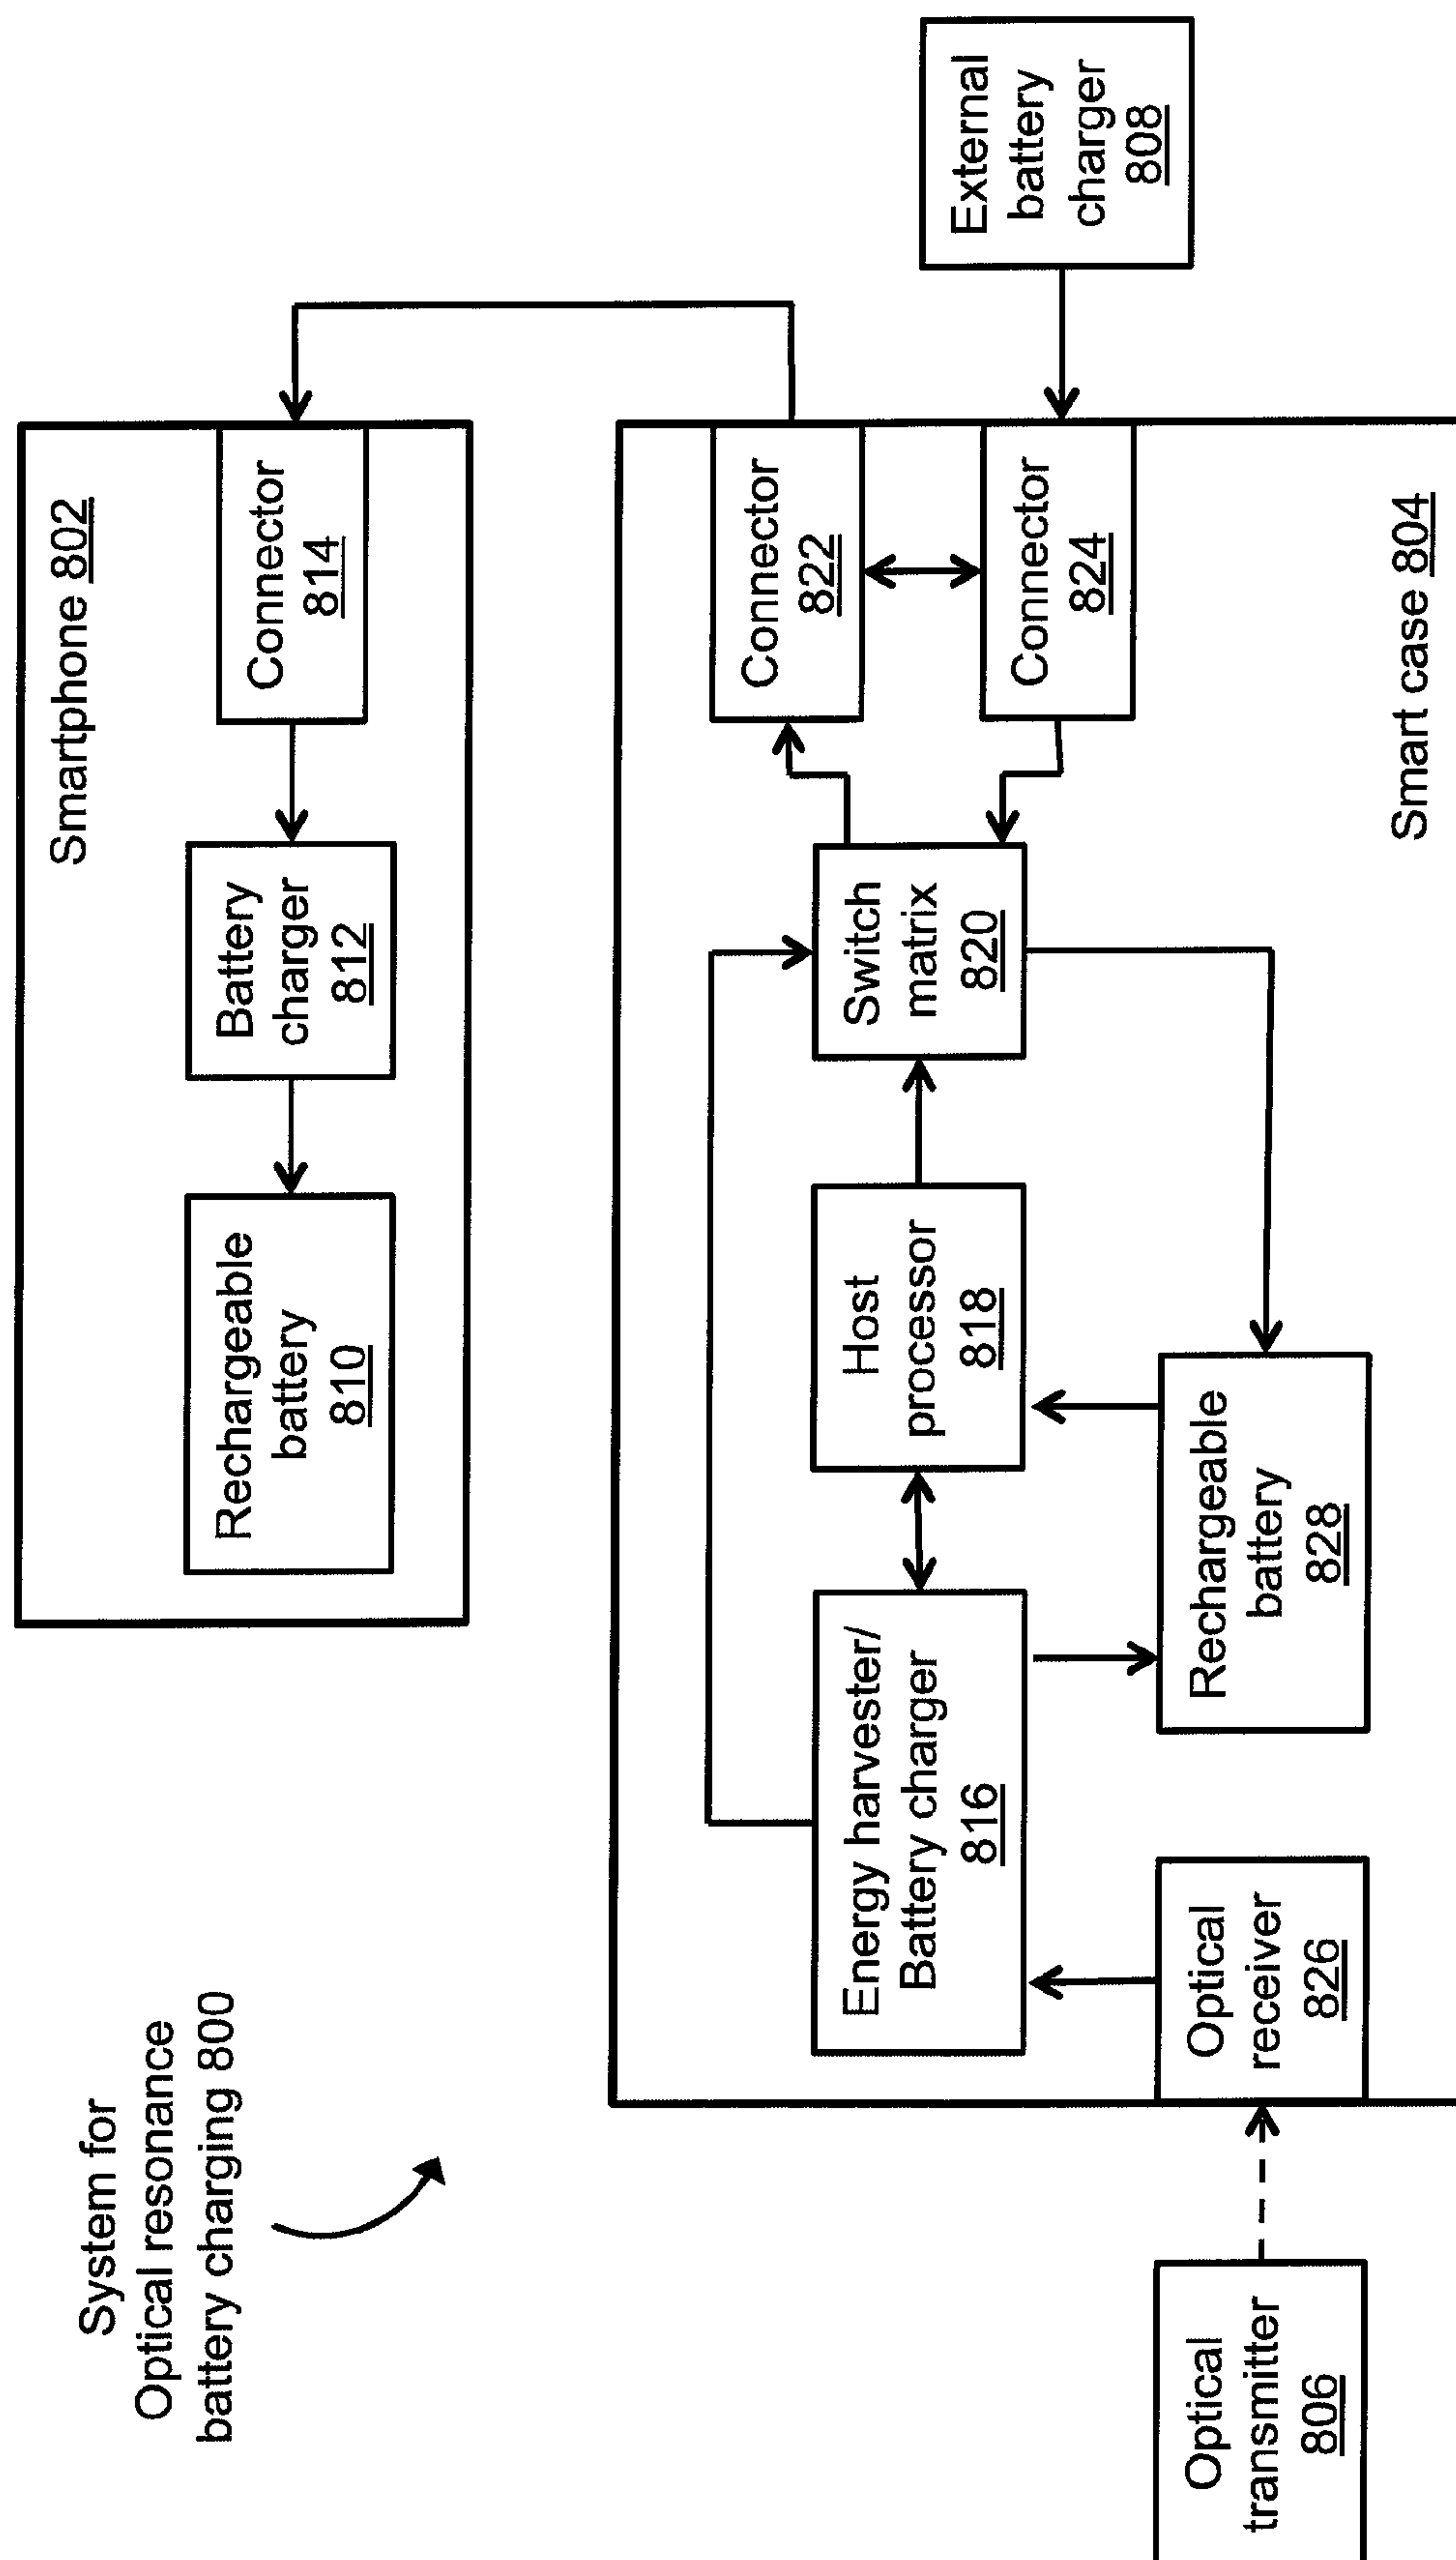 System for
Optical resonance
battery charging 800
Smartphone 802
Rechargeable
battery
810
Battery
charger
812
Connector
814
Energy harvester/
Battery charger
816
Host
processor
818
Switch
matrix
820
Connector
822
Connector
824
External
battery
charger
808
Optical
transmitter
806
Optical
receiver
826
Rechargeable
battery
828
Smart case 804